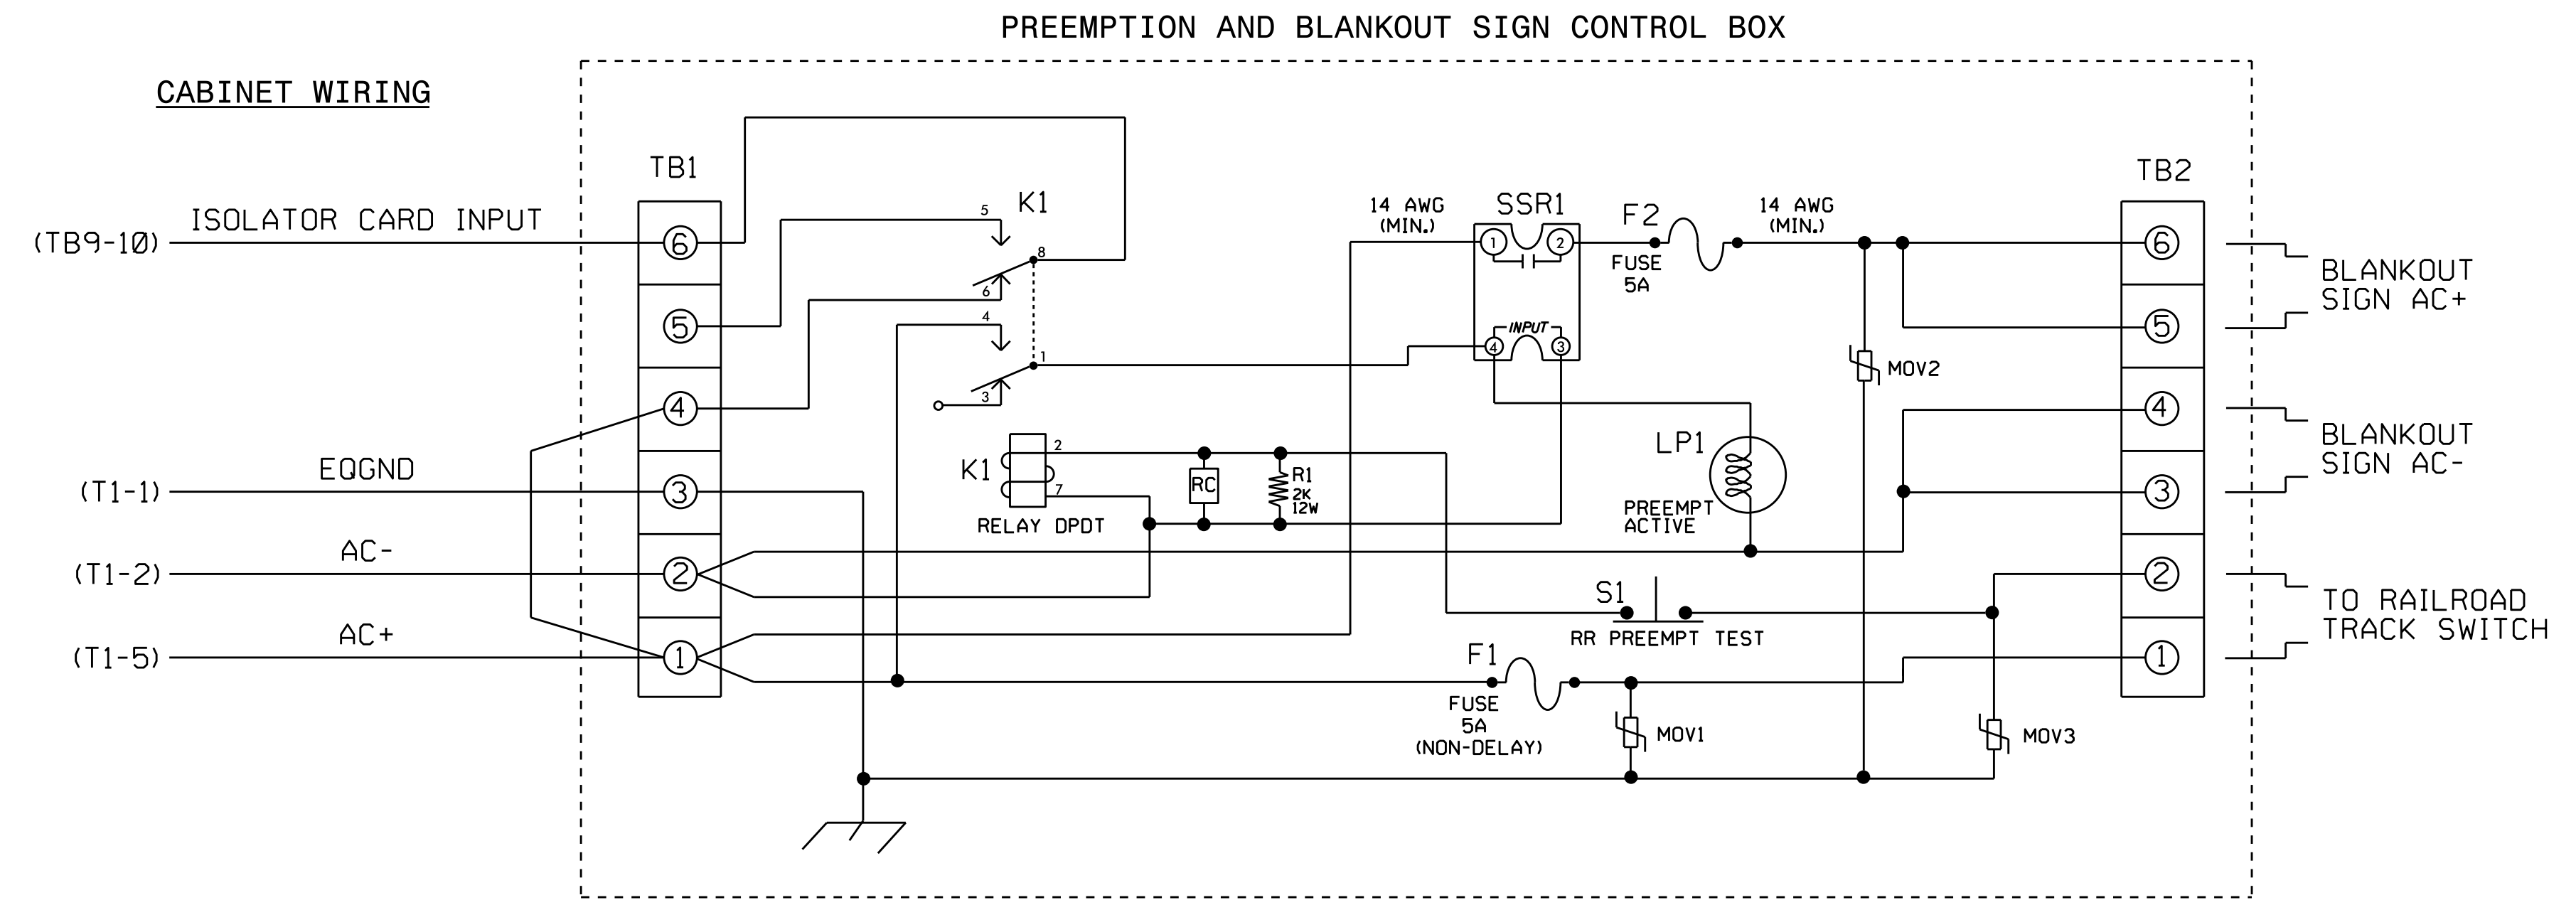 PREEMPTION AND BLANKOUT SIGN CONTROL BOX
CABINET WIRING
TB1
TB2
K1
5
8
6
4
1
3
(TB9-10)
ISOLATOR CARD INPUT
6
5
4
(T1-1)
EQGND
3
(T1-2)
AC-
2
(T1-5)
AC+
1
14 AWG
(MIN.)
SSR1
1
2
INPUT
4
3
F2
FUSE
5A
14 AWG
(MIN.)
MOV2
K1
2
7
RELAY DPDT
RC
R1
2K
12W
LP1
PREEMPT
ACTIVE
S1
RR PREEMPT TEST
F1
FUSE
5A
(NON-DELAY)
MOV1
MOV3
6
5
4
3
2
1
BLANKOUT
SIGN AC+
BLANKOUT
SIGN AC-
TO RAILROAD
TRACK SWITCH